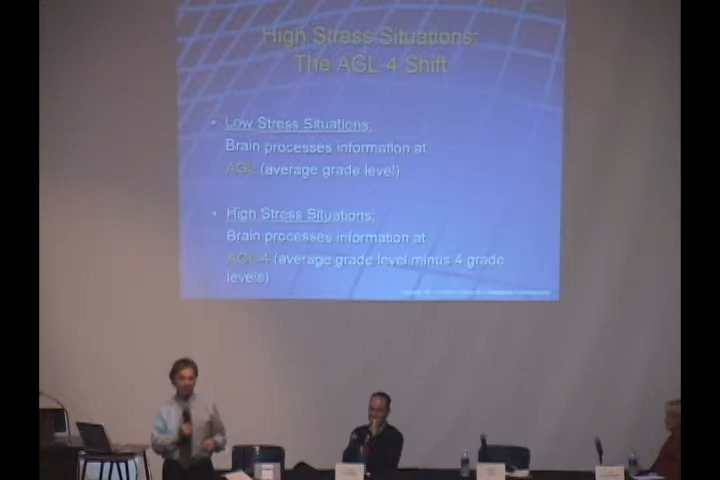 High Stress Situations:
The AGL-4 Shift
• Low Stress Situations:
Brain processes information at
AGL (average grade level)
• High Stress Situations:
Brain processes information at
AGL-4 (average grade level minus 4 grade
levels)